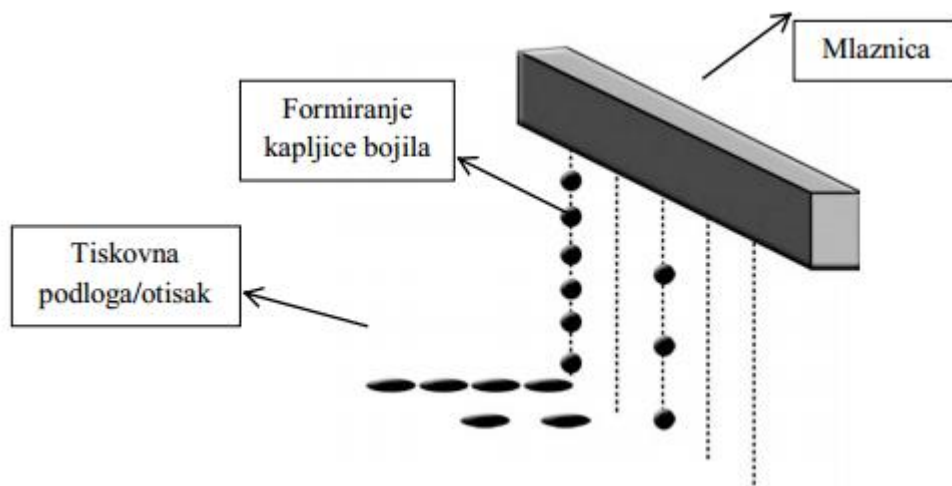 Mlaznica
Formiranje
kapljice bojila
Tiskovna
podloga/otisak